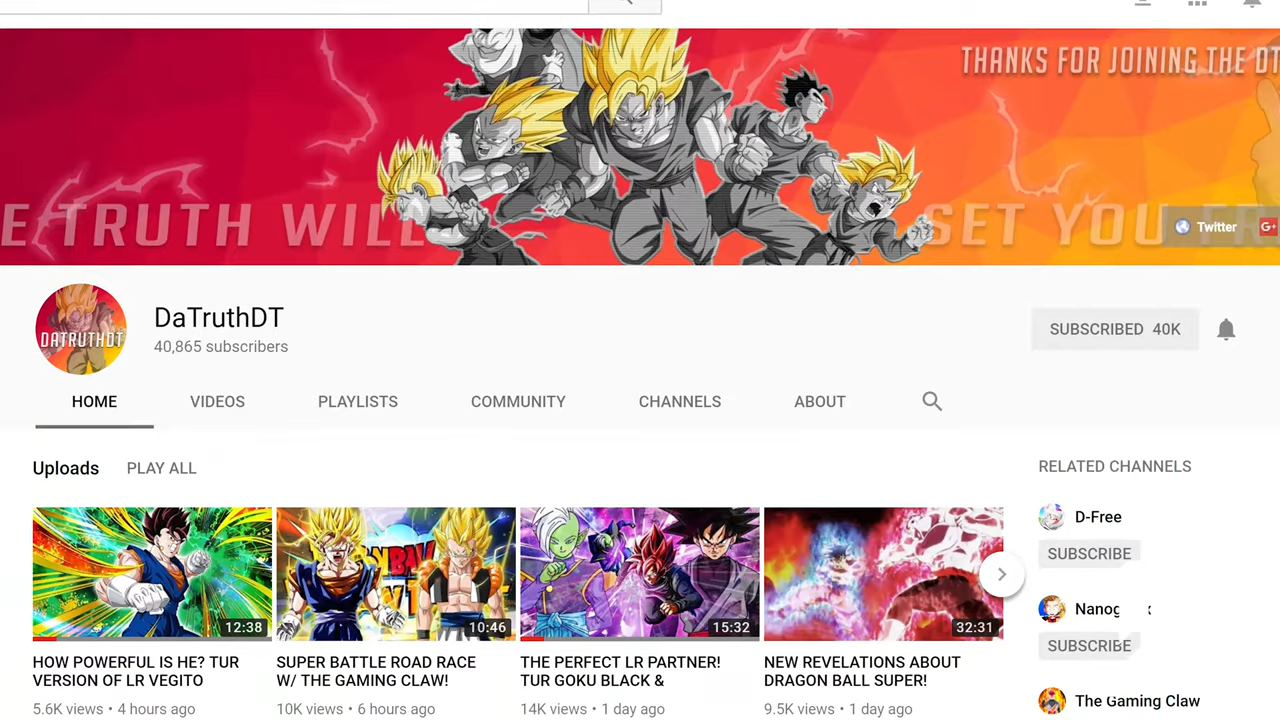 THANKS FOR JOINING THE DT
E TRUTH WILL SET YOU FR
Twitter
G+
DATRUTHDT
DaTruthDT
40,865 subscribers
SUBSCRIBED 40K
HOME VIDEOS PLAYLISTS COMMUNITY CHANNELS ABOUT
Uploads PLAY ALL
RELATED CHANNELS
D-Free
SUBSCRIBE
SUBSCRIBE
The Gaming Claw
12:38
10:46
15:32
32:31
HOW POWERFUL IS HE? TUR
VERSION OF LR VEGITO
5.6K views • 4 hours ago
SUPER BATTLE ROAD RACE
W/ THE GAMING CLAW!
10K views • 6 hours ago
THE PERFECT LR PARTNER!
TUR GOKU BLACK &
14K views • 1 day ago
NEW REVELATIONS ABOUT
DRAGON BALL SUPER!
9.5K views • 1 day ago